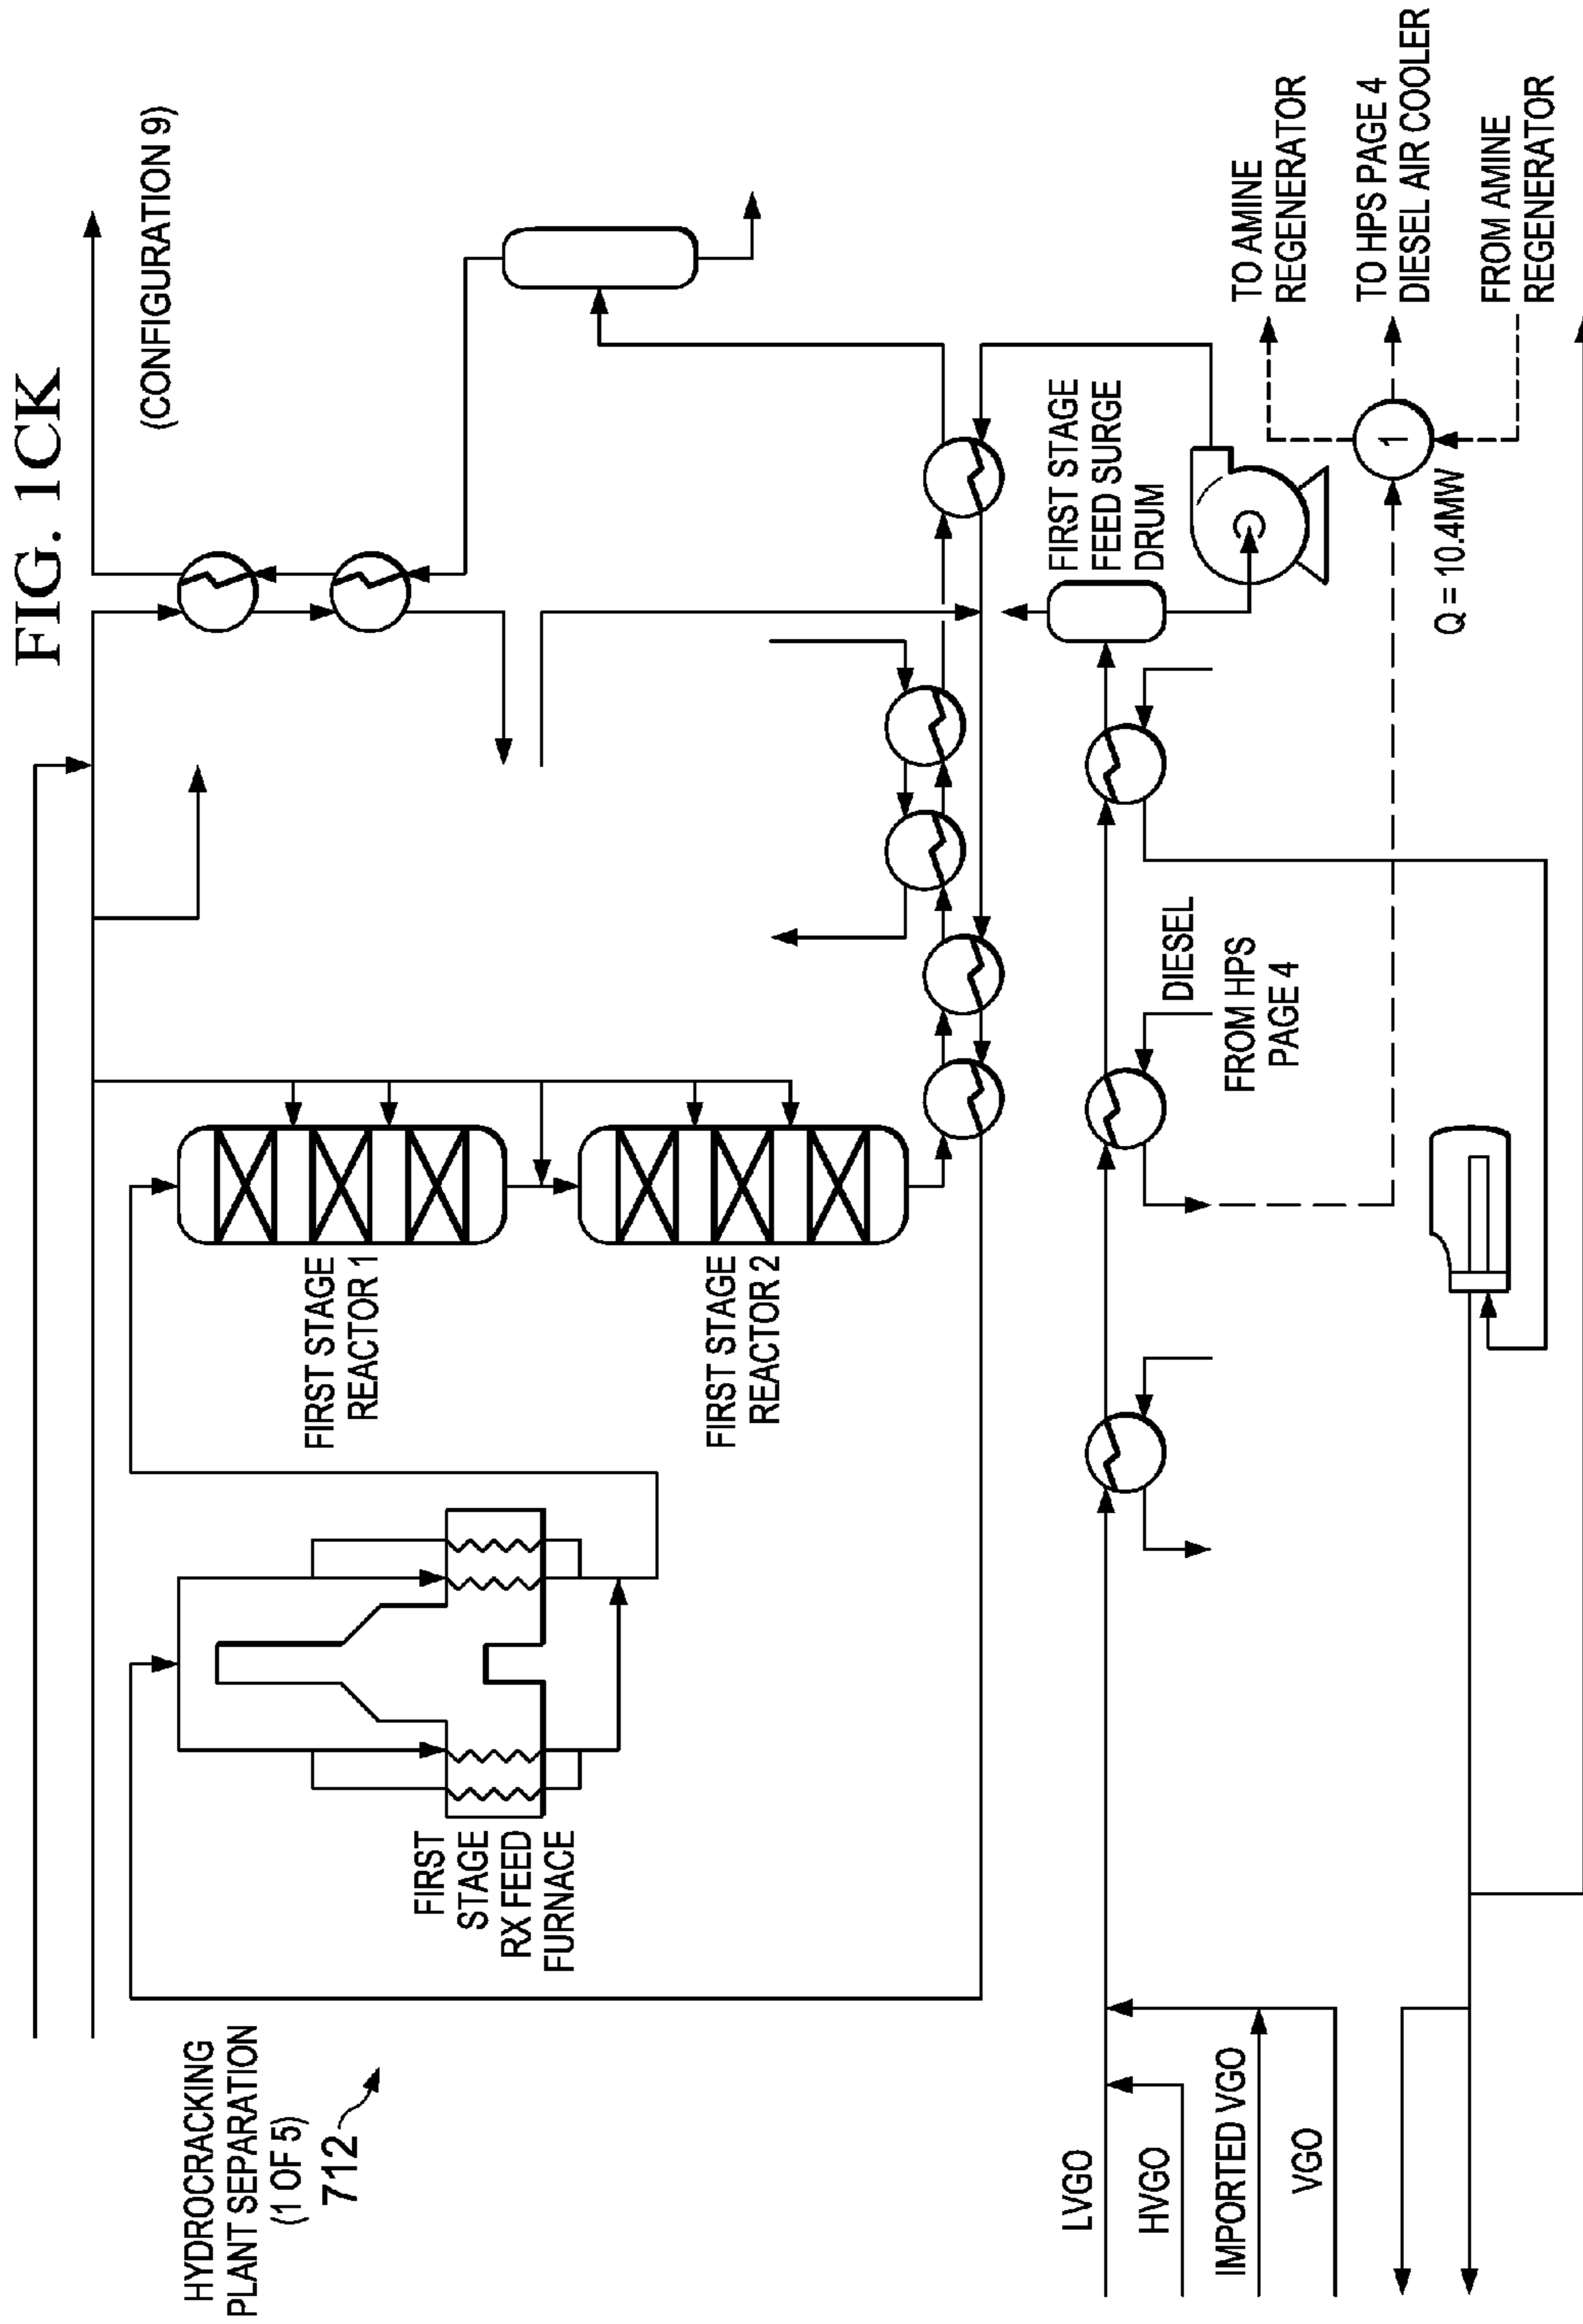 FIG. 1CK
(CONFIGURATION 9)
HYDROCRACKING
PLANT SEPARATION
(1 OF 5)
712
FIRST
STAGE
RX FEED
FURNACE
FIRST STAGE
REACTOR 1
FIRST STAGE
REACTOR 2
FIRST STAGE
FEED SURGE
DRUM
LVGO
HVGO
IMPORTED VGO
VGO
DIESEL
FROM HPS
PAGE 4
TO AMINE
REGENERATOR
TO HPS PAGE 4
DIESEL AIR COOLER
1
Q = 10.4MW
FROM AMINE
REGENERATOR